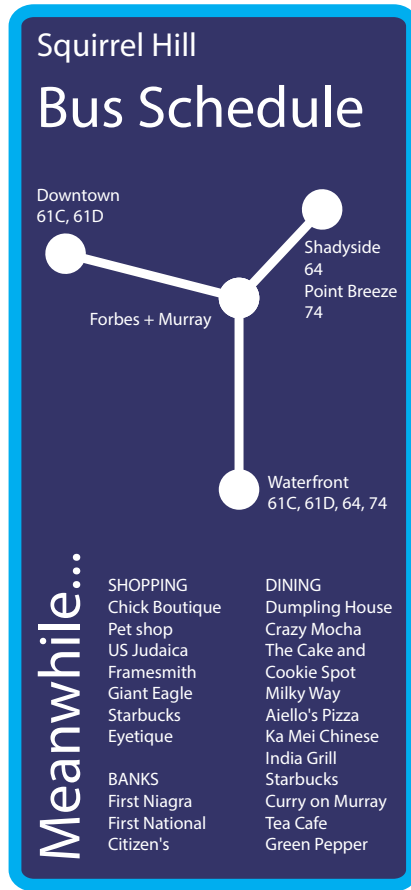 Squirrel Hill
Bus Schedule
Downtown
61C, 61D
Shadyside
64
Point Breeze
74
Forbes + Murray
Waterfront
61C, 61D, 64, 74
Meanwhile...
SHOPPING
Chick Boutique
Pet shop
US Judaica
Framesmith
Giant Eagle
Starbucks
Eyetique
BANKS
First Niagra
First National
Citizen's
DINING
Dumpling House
Crazy Mocha
The Cake and
Cookie Spot
Milky Way
Aiello's Pizza
Ka Mei Chinese
India Grill
Starbucks
Curry on Murray
Tea Cafe
Green Pepper